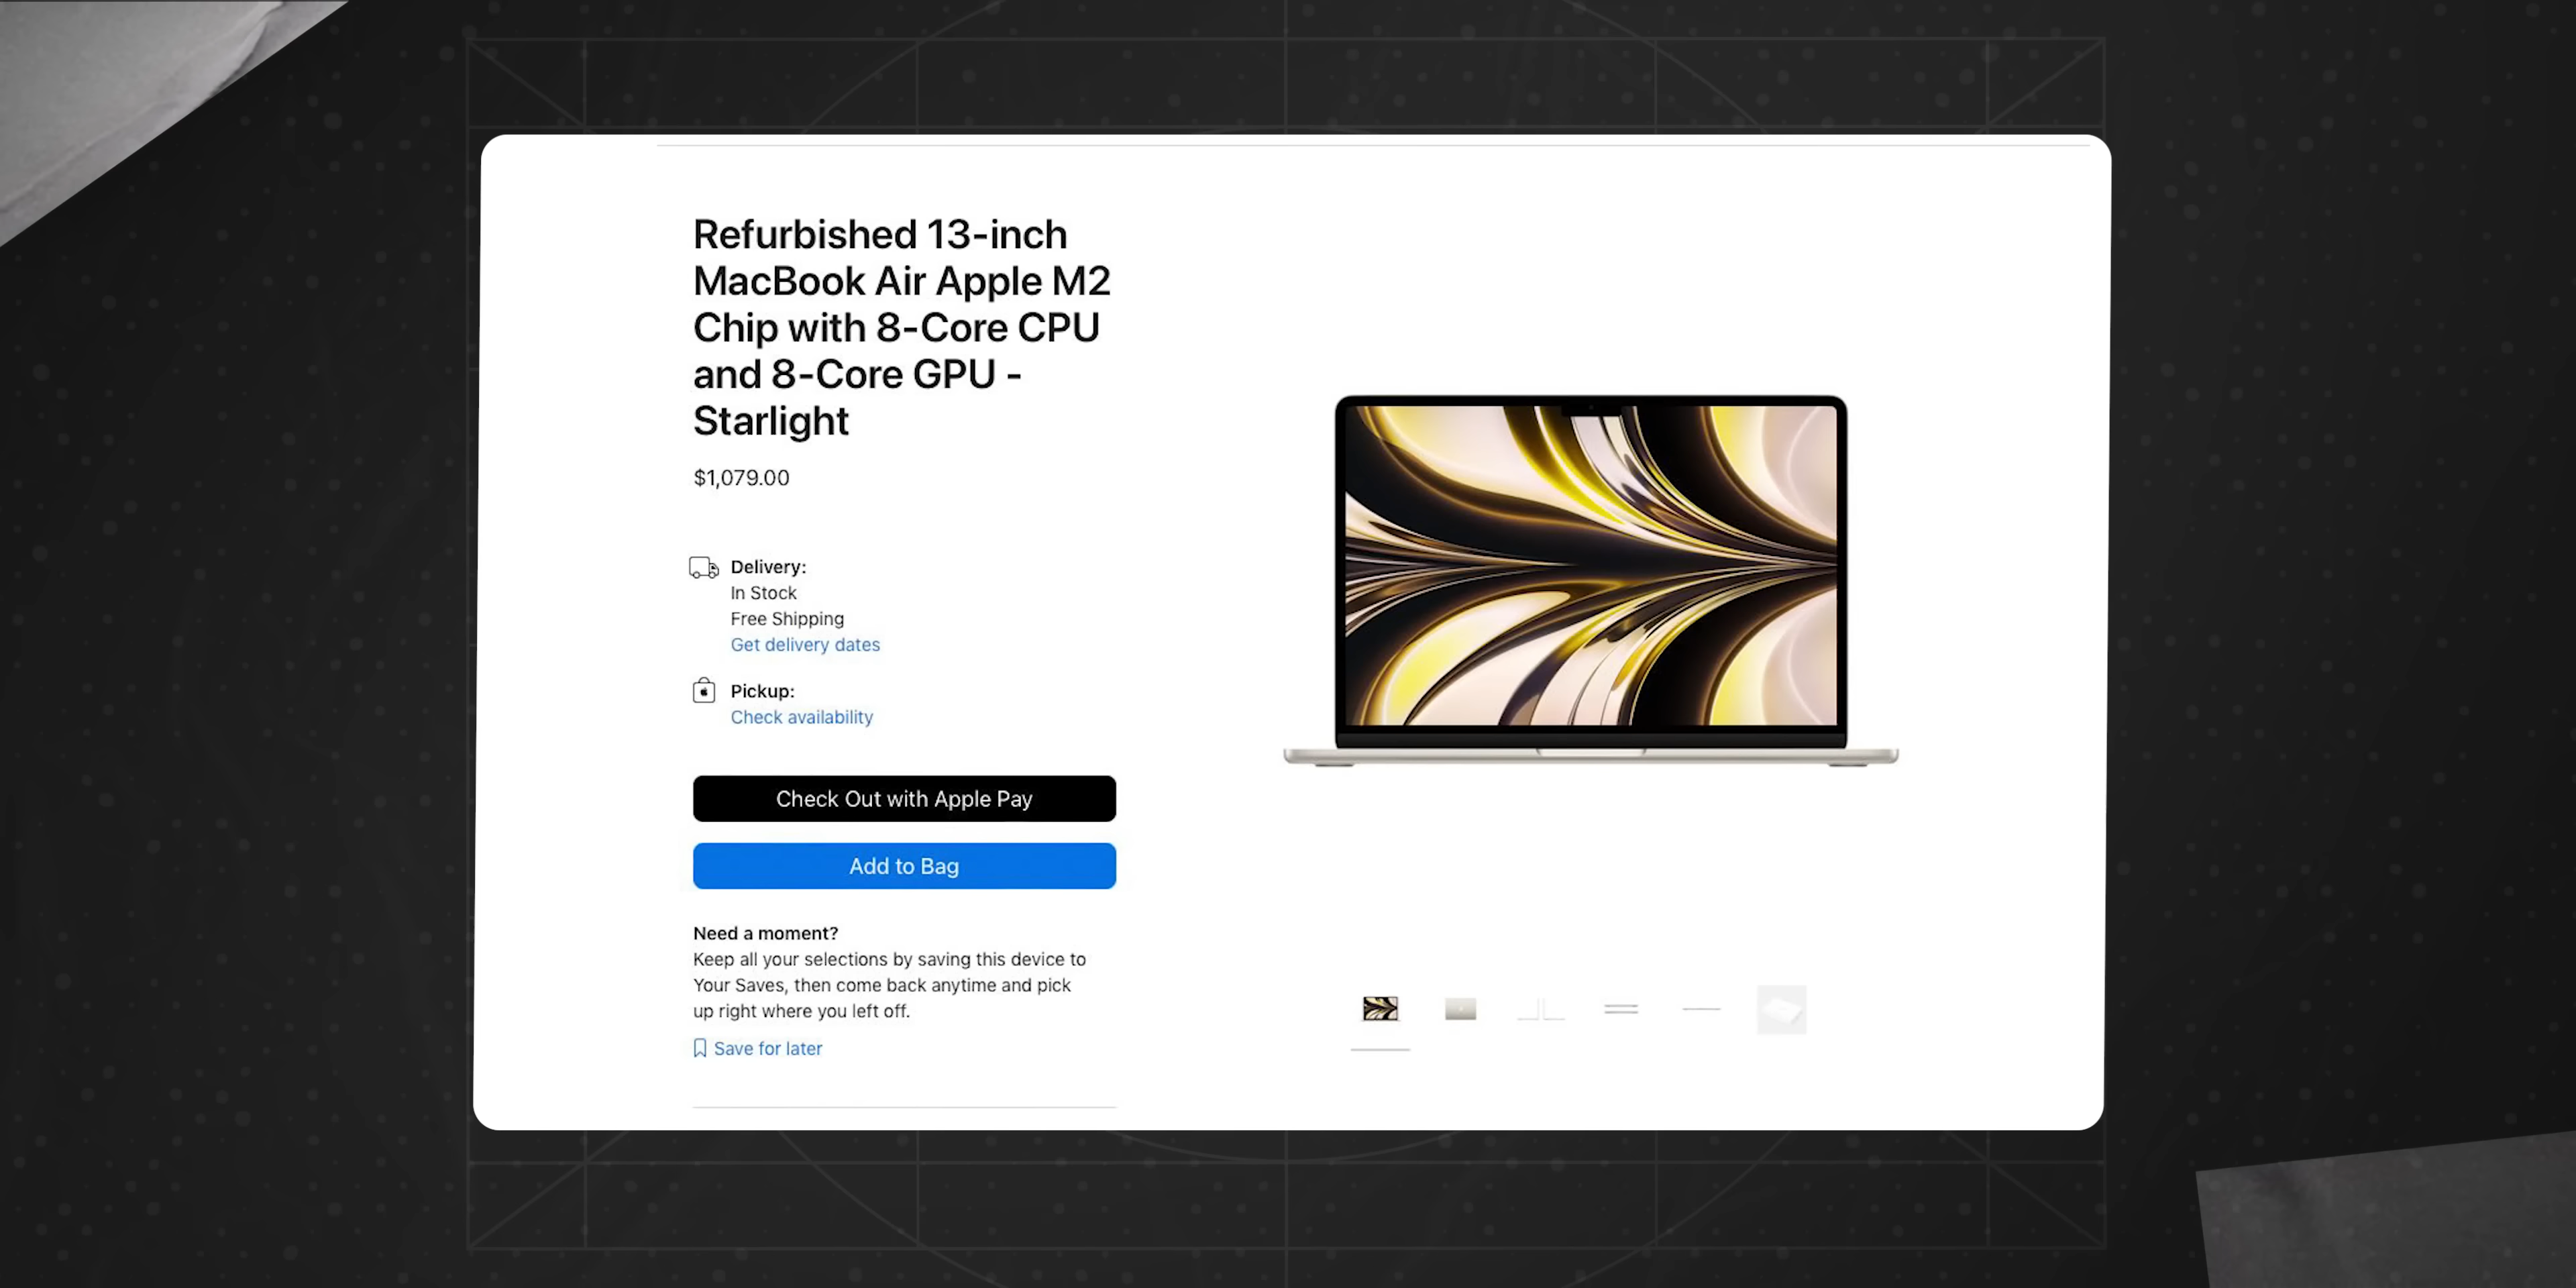 Refurbished 13-inch
MacBook Air Apple M2
Chip with 8-Core CPU
and 8-Core GPU -
Starlight
$1,079.00
Delivery:
In Stock
Free Shipping
Get delivery dates
Pickup:
Check availability
Check Out with Apple Pay
Add to Bag
Need a moment?
Keep all your selections by saving this device to
Your Saves, then come back anytime and pick
up right where you left off.
Save for later